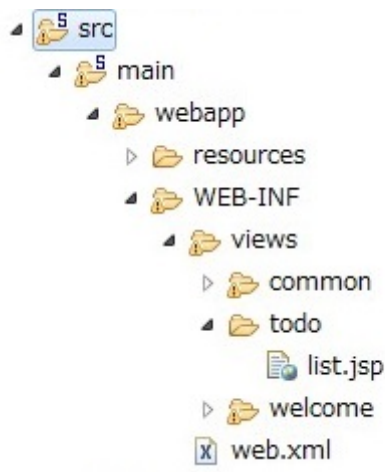 src
main
webapp
resources
WEB-INF
views
common
todo
list.jsp
welcome
web.xml